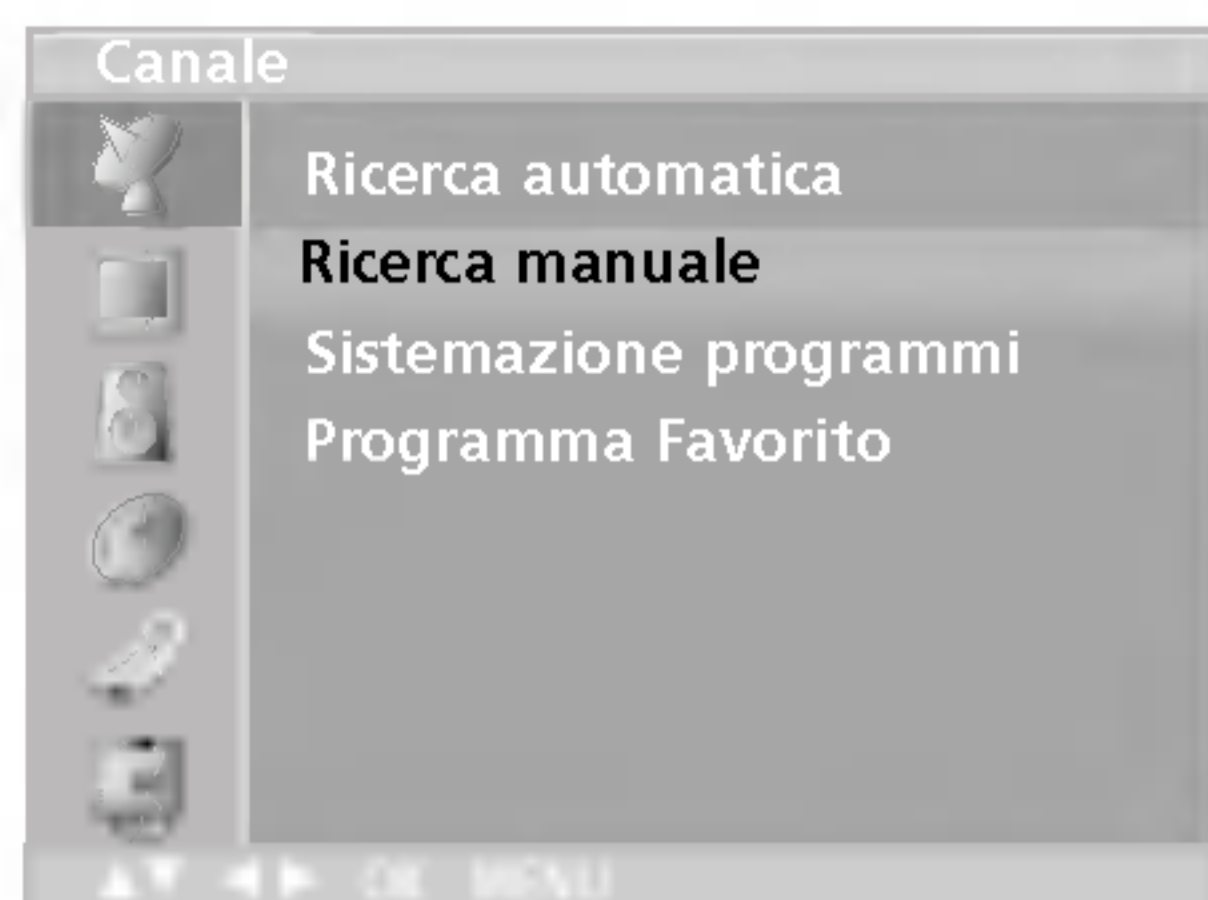 Canale
Ricerca automatica
Ricerca manuale
Sistemazione programmi
Programma Favorito
▲▼ ◀ ▶ OK MENU